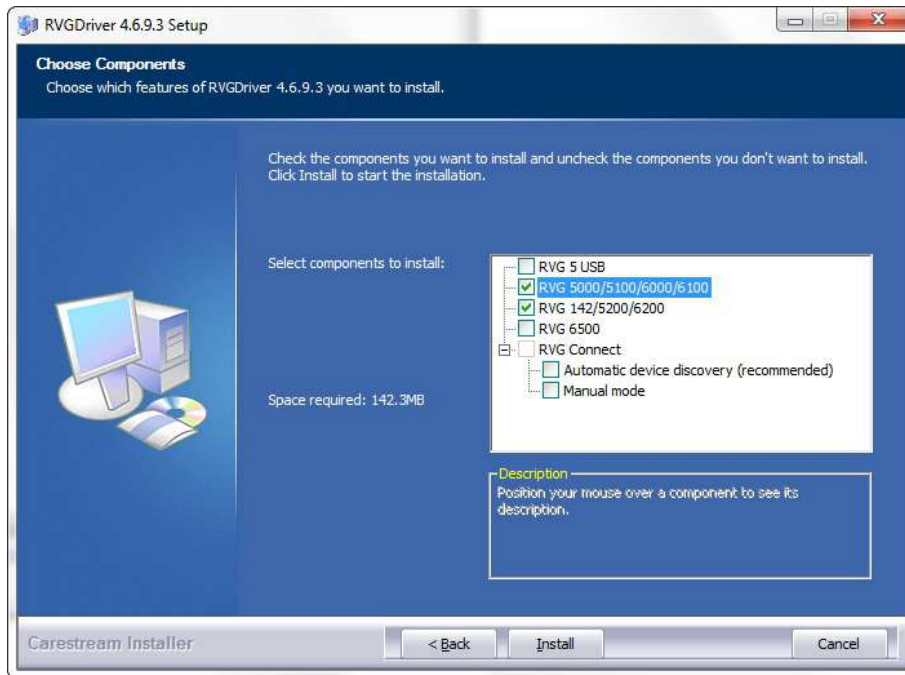 RVGDriver 4.6.9.3 Setup
Choose Components
Choose which features of RVGDriver 4.6.9.3 you want to install.
Check the components you want to install and uncheck the components you don't want to install.
Click Install to start the installation.
Select components to install:
RVG 5 USB
RVG 5000/5100/6000/6100
RVG 142/5200/6200
RVG 6500
RVG Connect
Automatic device discovery (recommended)
Manual mode
Space required: 142.3MB
Description
Position your mouse over a component to see its
description.
Carestream Installer
< Back
Install
Cancel